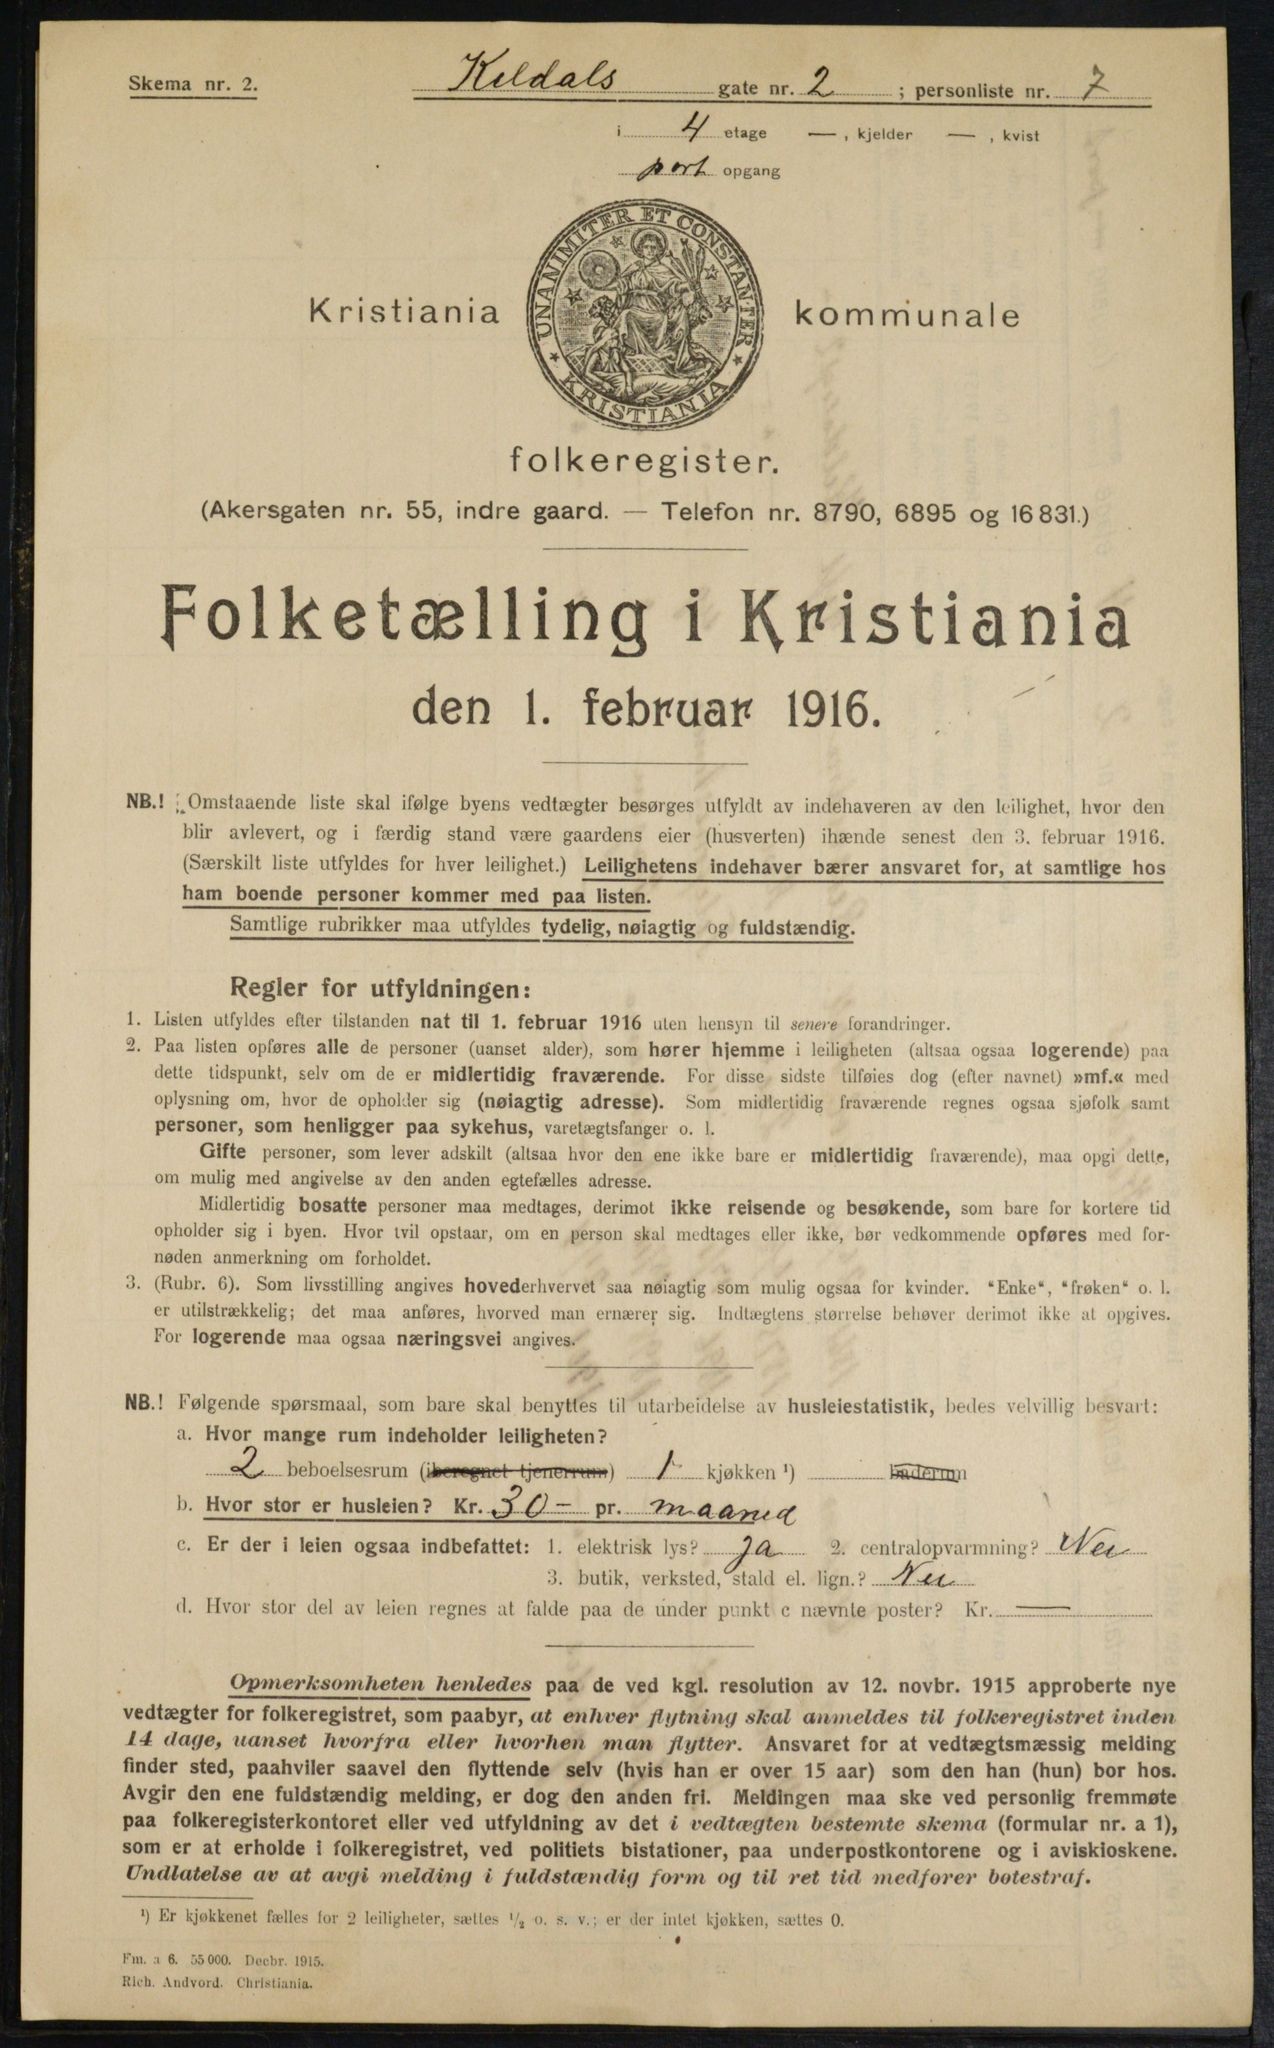 Skema nr. 2.
Keldals gate nr. 2 ; personliste nr. 7
i 4 etage —, kjelder —, kvist
port opgang
UNANIMITER ET CONSTANTER
KRISTIANIA
Kristiania kommunale
folkeregister.
(Akersgaten nr. 55, indre gaard. — Telefon nr. 8790, 6895 og 16 831.)
Folketælling i Kristiania
den 1. februar 1916.
NB.! Omstaaende liste skal ifølge byens vedtægter besørges utfyldt av indehaveren av den leilighet, hvor den
blir avlevert, og i færdig stand være gaardens eier (husverten) ihænde senest den 3. februar 1916.
(Særskilt liste utfyldes for hver leilighet.) Leilighetens indehaver bærer ansvaret for, at samtlige hos
ham boende personer kommer med paa listen.
Samtlige rubrikker maa utfyldes tydelig, nøiagtig og fuldstændig.
Regler for utfyldningen:
1. Listen utfyldes efter tilstanden nat til 1. februar 1916 uten hensyn til senere forandringer.
2. Paa listen opføres alle de personer (uanset alder), som hører hjemme i leiligheten (altsaa ogsaa logerende) paa
dette tidspunkt, selv om de er midlertidig fraværende. For disse sidste tilføies dog (efter navnet) »mf.« med
oplysning om, hvor de opholder sig (nøiagtig adresse). Som midlertidig fraværende regnes ogsaa sjøfolk samt
personer, som henligger paa sykehus, varetægtsfanger o. l.
Gifte personer, som lever adskilt (altsaa hvor den ene ikke bare er midlertidig fraværende), maa opgi dette,
om mulig med angivelse av den anden egtefælles adresse.
Midlertidig bosatte personer maa medtages, derimot ikke reisende og besøkende, som bare for kortere tid
opholder sig i byen. Hvor tvil opstaar, om en person skal medtages eller ikke, bør vedkommende opføres med for-
nøden anmerkning om forholdet.
3. (Rubr. 6). Som livsstilling angives hovederhvervet saa nøiagtig som mulig ogsaa for kvinder. "Enke", "frøken" o. l.
er utilstrækkelig; det maa anføres, hvorved man ernærer sig. Indtægtens størrelse behøver derimot ikke at opgives.
For logerende maa ogsaa næringsvei angives.
NB.! Følgende spørsmaal, som bare skal benyttes til utarbeidelse av husleiestatistik, bedes velvillig besvart:
a. Hvor mange rum indeholder leiligheten?
2 beboelsesrum (iberegnet tjenerrum) 1 kjøkken ¹) baderum
b. Hvor stor er husleien? Kr. 30- pr. maaned
c. Er der i leien ogsaa indbefattet: 1. elektrisk lys? Ja 2. centralopvarmning? Nei
3. butik, verksted, stald el. lign.? Nei
d. Hvor stor del av leien regnes at falde paa de under punkt c nævnte poster? Kr. —
Opmerksomheten henledes paa de ved kgl. resolution av 12. novbr. 1915 approberte nye
vedtægter for folkeregistret, som paabyr, at enhver flytning skal anmeldes til folkeregistret inden
14 dage, uanset hvorfra eller hvorhen man flytter. Ansvaret for at vedtægtsmæssig melding
finder sted, paahviler saavel den flyttende selv (hvis han er over 15 aar) som den han (hun) bor hos.
Avgir den ene fuldstændig melding, er dog den anden fri. Meldingen maa ske ved personlig fremmøte
paa folkeregisterkontoret eller ved utfyldning av det i vedtægten bestemte skema (formular nr. a 1),
som er at erholde i folkeregistret, ved politiets bistationer, paa underpostkontorene og i aviskioskene.
Undlatelse av at avgi melding i fuldstændig form og til ret tid medfører botestraf.
¹) Er kjøkkenet fælles for 2 leiligheter, sættes ½ o. s. v.; er der intet kjøkken, sættes 0.
Fm. a 6. 55 000. Decbr. 1915.
Rich. Andvord. Christiania.